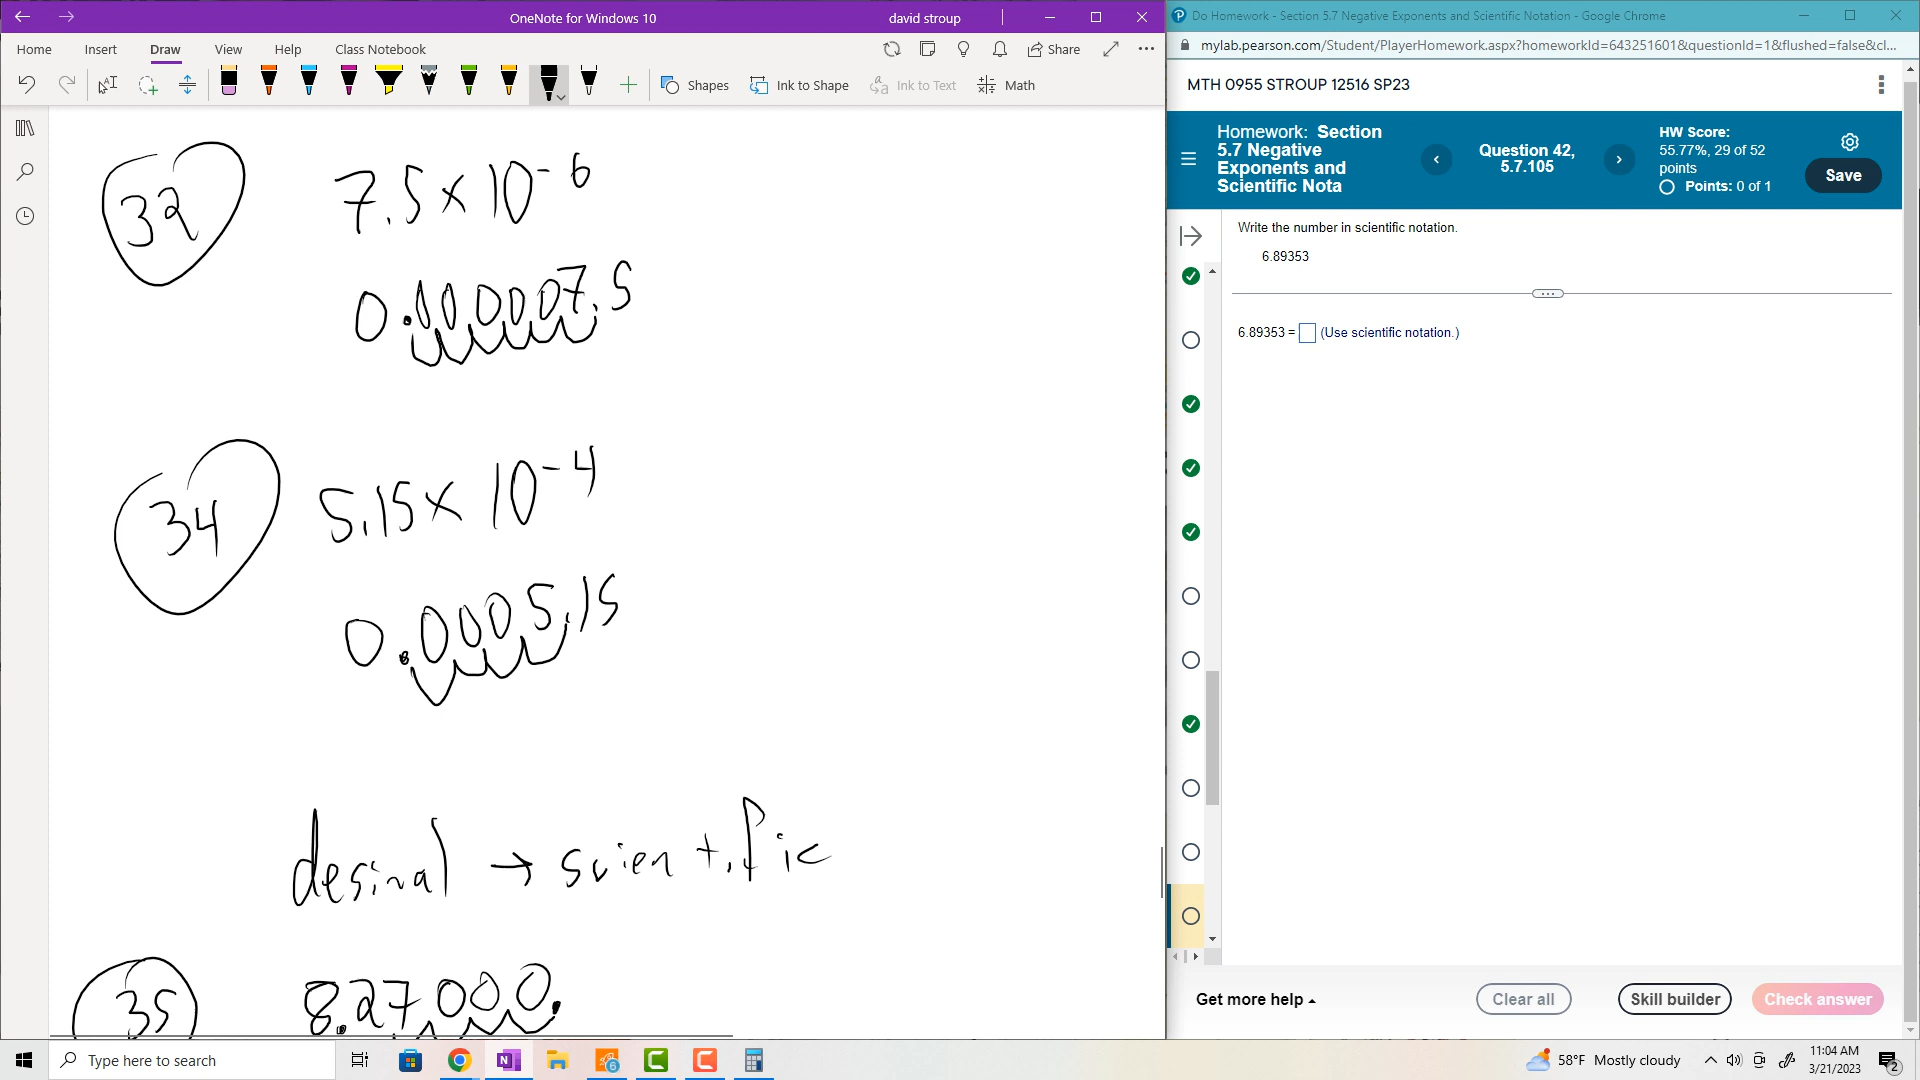 OneNote for Windows 10
david stroup
Home Insert Draw View Help Class Notebook
Share
Shapes Ink to Shape Ink to Text Math
32
7.5 x 10^-6
0.000007.5
34
5.15 x 10^-4
0.0005.15
desimal → scientific
35
8.27,000.
Do Homework - Section 5.7 Negative Exponents and Scientific Notation - Google Chrome
mylab.pearson.com/Student/PlayerHomework.aspx?homeworkId=643251601&questionId=1&flushed=false&cl...
MTH 0955 STROUP 12516 SP23
Homework: Section
5.7 Negative
Exponents and
Scientific Nota
Question 42,
5.7.105
HW Score:
55.77%, 29 of 52
points
Points: 0 of 1
Save
Write the number in scientific notation.
6.89353
6.89353 = (Use scientific notation.)
Get more help
Clear all
Skill builder
Check answer
Type here to search
6
58°F Mostly cloudy
11:04 AM
3/21/2023
2